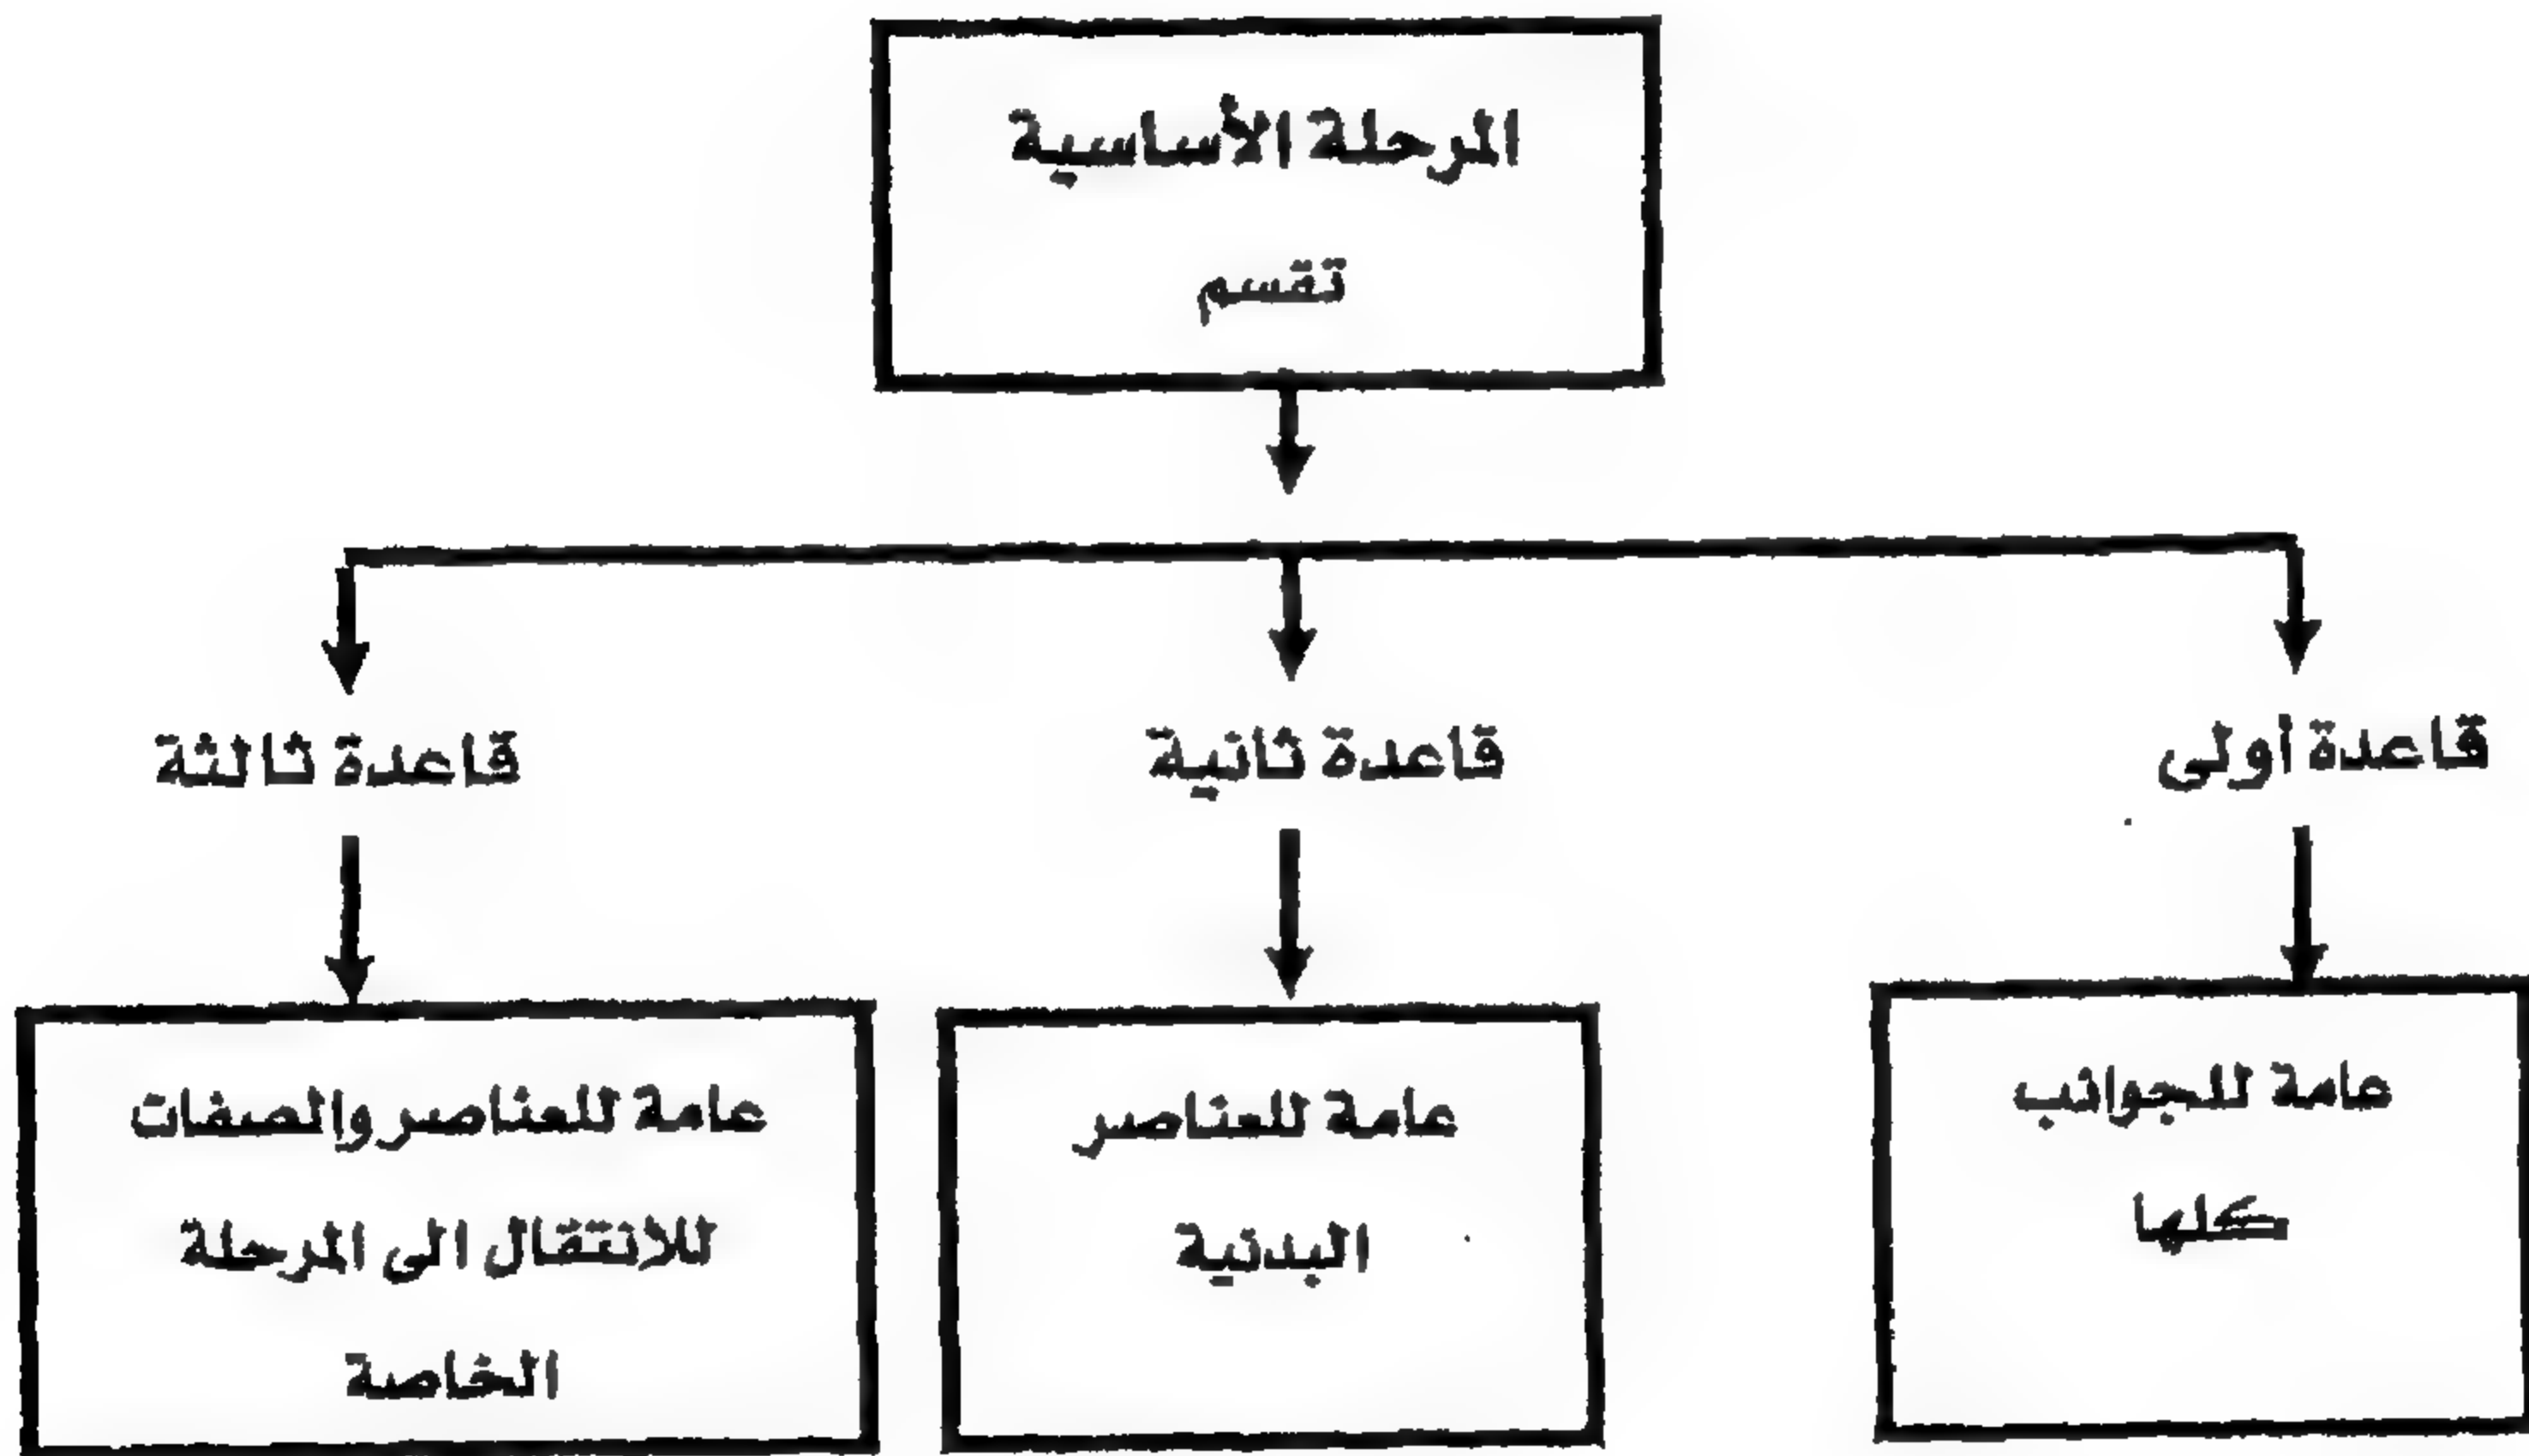 المرحلة الأساسية
تقسم
قاعدة أولى
قاعدة ثانية
قاعدة ثالثة
عامة للجوانب
كلها
عامة للعناصر
البدنية
عامة للعناصر والصفات
للانتقال الى المرحلة
الخاصة